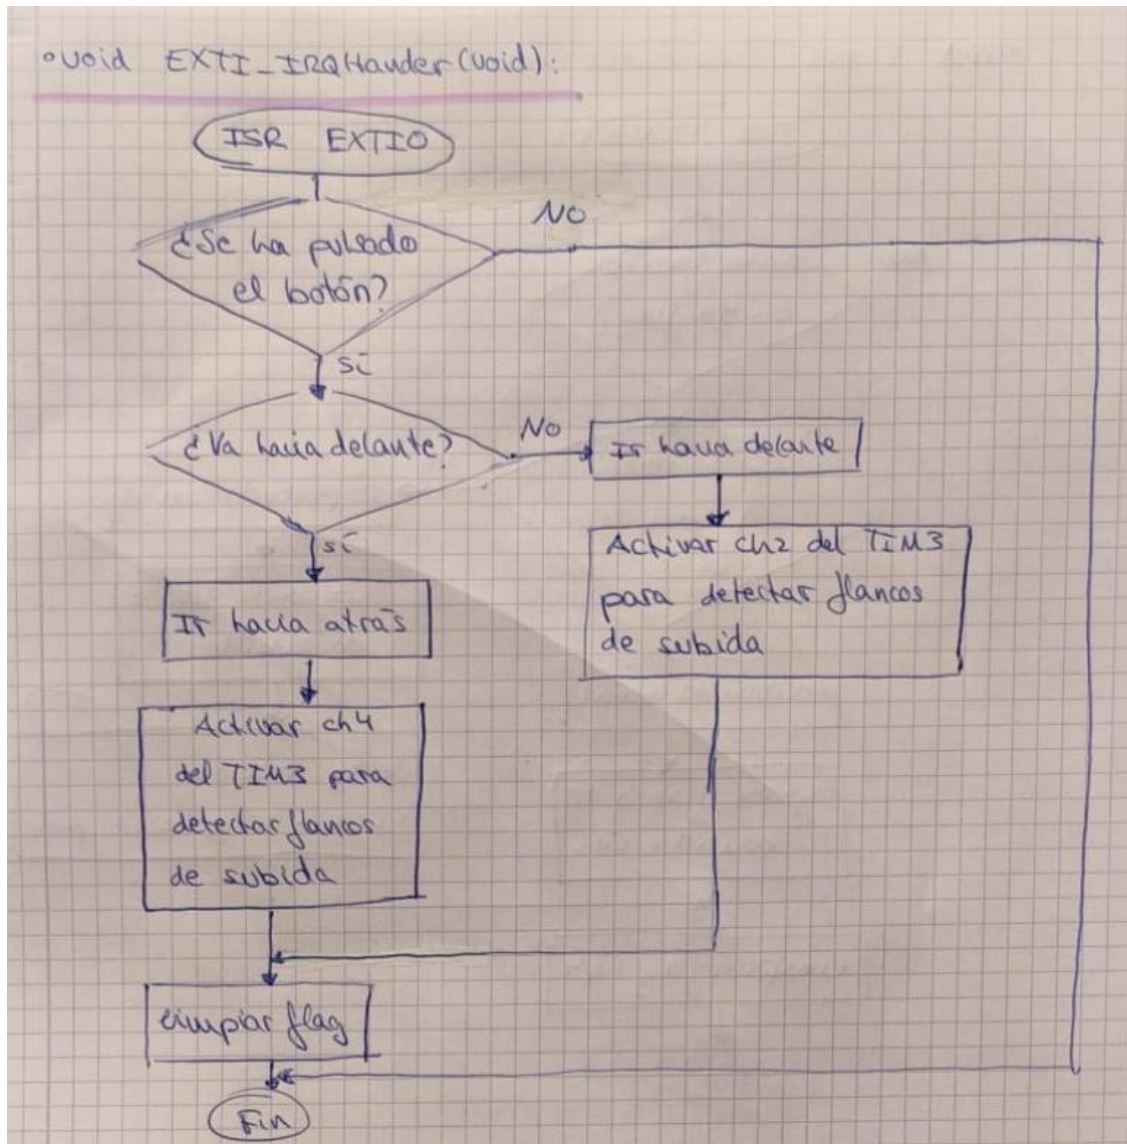 void EXTI_IRQHander(void):
ISR EXTI0
NO
¿Se ha pulsado
el botón?
sí
¿Va hacia delante?
No
Ir hacia delante
sí
Activar ch2 del TIM3
para detectar flancos
de subida
Ir hacia atrás
Activar ch4
del TIM3 para
detectar flancos
de subida
Limpiar flag
Fin